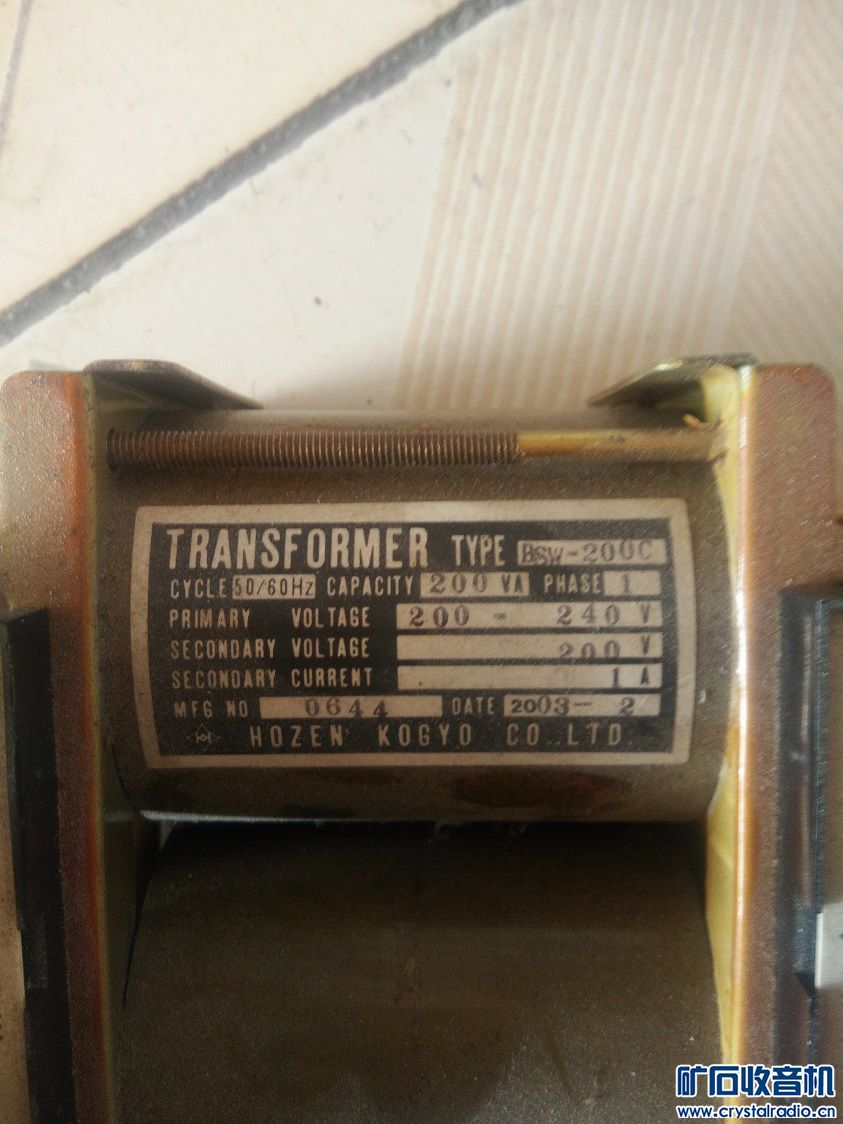 TRANSFORMER TYPE BSW-200C
CYCLE 50/60Hz CAPACITY 200 VA PHASE 1
PRIMARY VOLTAGE 200 - 240 V
SECONDARY VOLTAGE 200 V
SECONDARY CURRENT 1 A
MFG NO 0644 DATE 2003- 2
HOZEN KOGYO CO.,LTD.
矿石收音机
www.crystalradio.cn